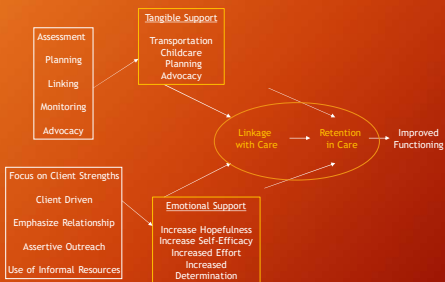 Assessment
Planning
Linking
Monitoring
Advocacy
Tangible Support
Transportation
Childcare
Planning
Advocacy
Linkage
with Care
Retention
in Care
Improved
Functioning
Focus on Client Strengths
Client Driven
Emphasize Relationship
Assertive Outreach
Use of Informal Resources
Emotional Support
Increase Hopefulness
Increase Self-Efficacy
Increased Effort
Increased
Determination